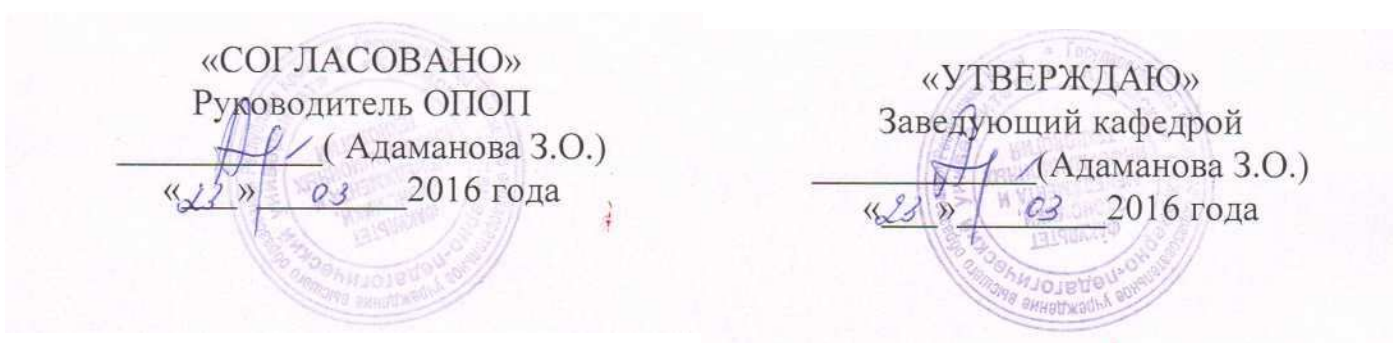 «СОГЛАСОВАНО»
Руководитель ОПОП
( Адаманова З.О.)
«23» 03 2016 года
«УТВЕРЖДАЮ»
Заведующий кафедрой
(Адаманова З.О.)
«23» 03 2016 года